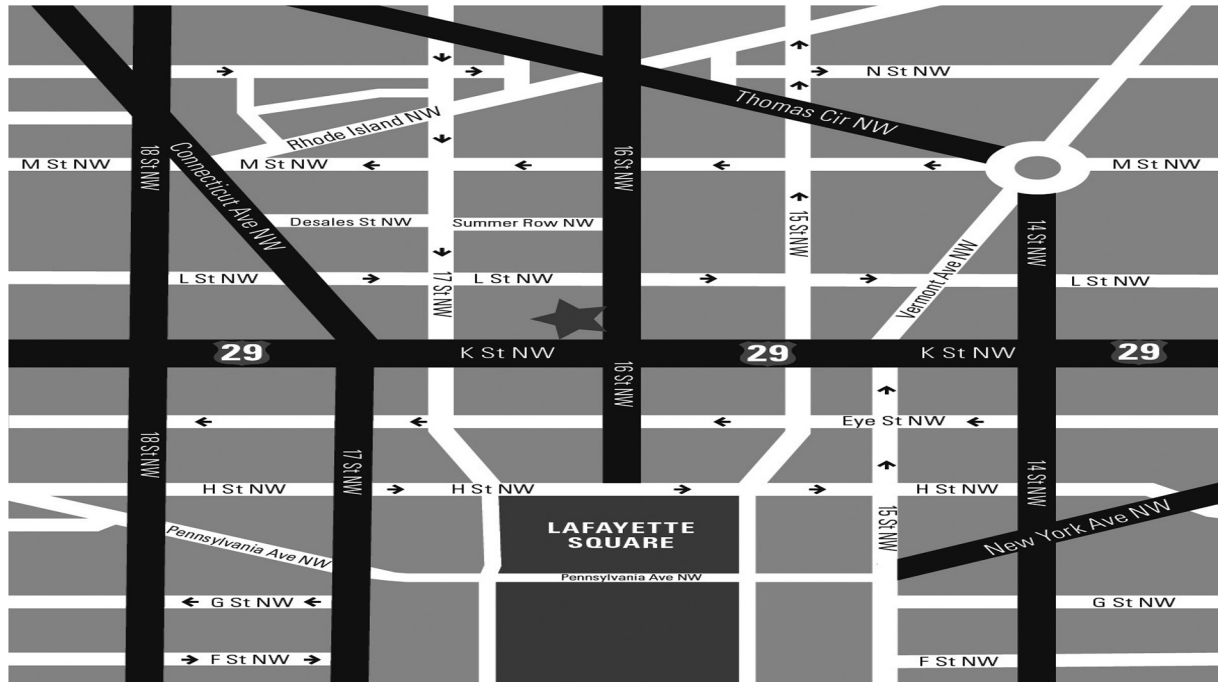 N St NW
Thomas Cir NW
Rhode Island NW
M St NW
18 St NW
M St NW
16 St NW
M St NW
Connecticut Ave NW
Desales St NW
Summer Row NW
15 St NW
14 St NW
L St NW
17 St NW
L St NW
Vermont Ave NW
L St NW
29
K St NW
29
K St NW
29
16 St NW
Eye St NW
18 St NW
17 St NW
14 St NW
H St NW
H St NW
H St NW
LAFAYETTE
SQUARE
15 St NW
New York Ave NW
Pennsylvania Ave NW
Pennsylvania Ave NW
G St NW
G St NW
F St NW
F St NW